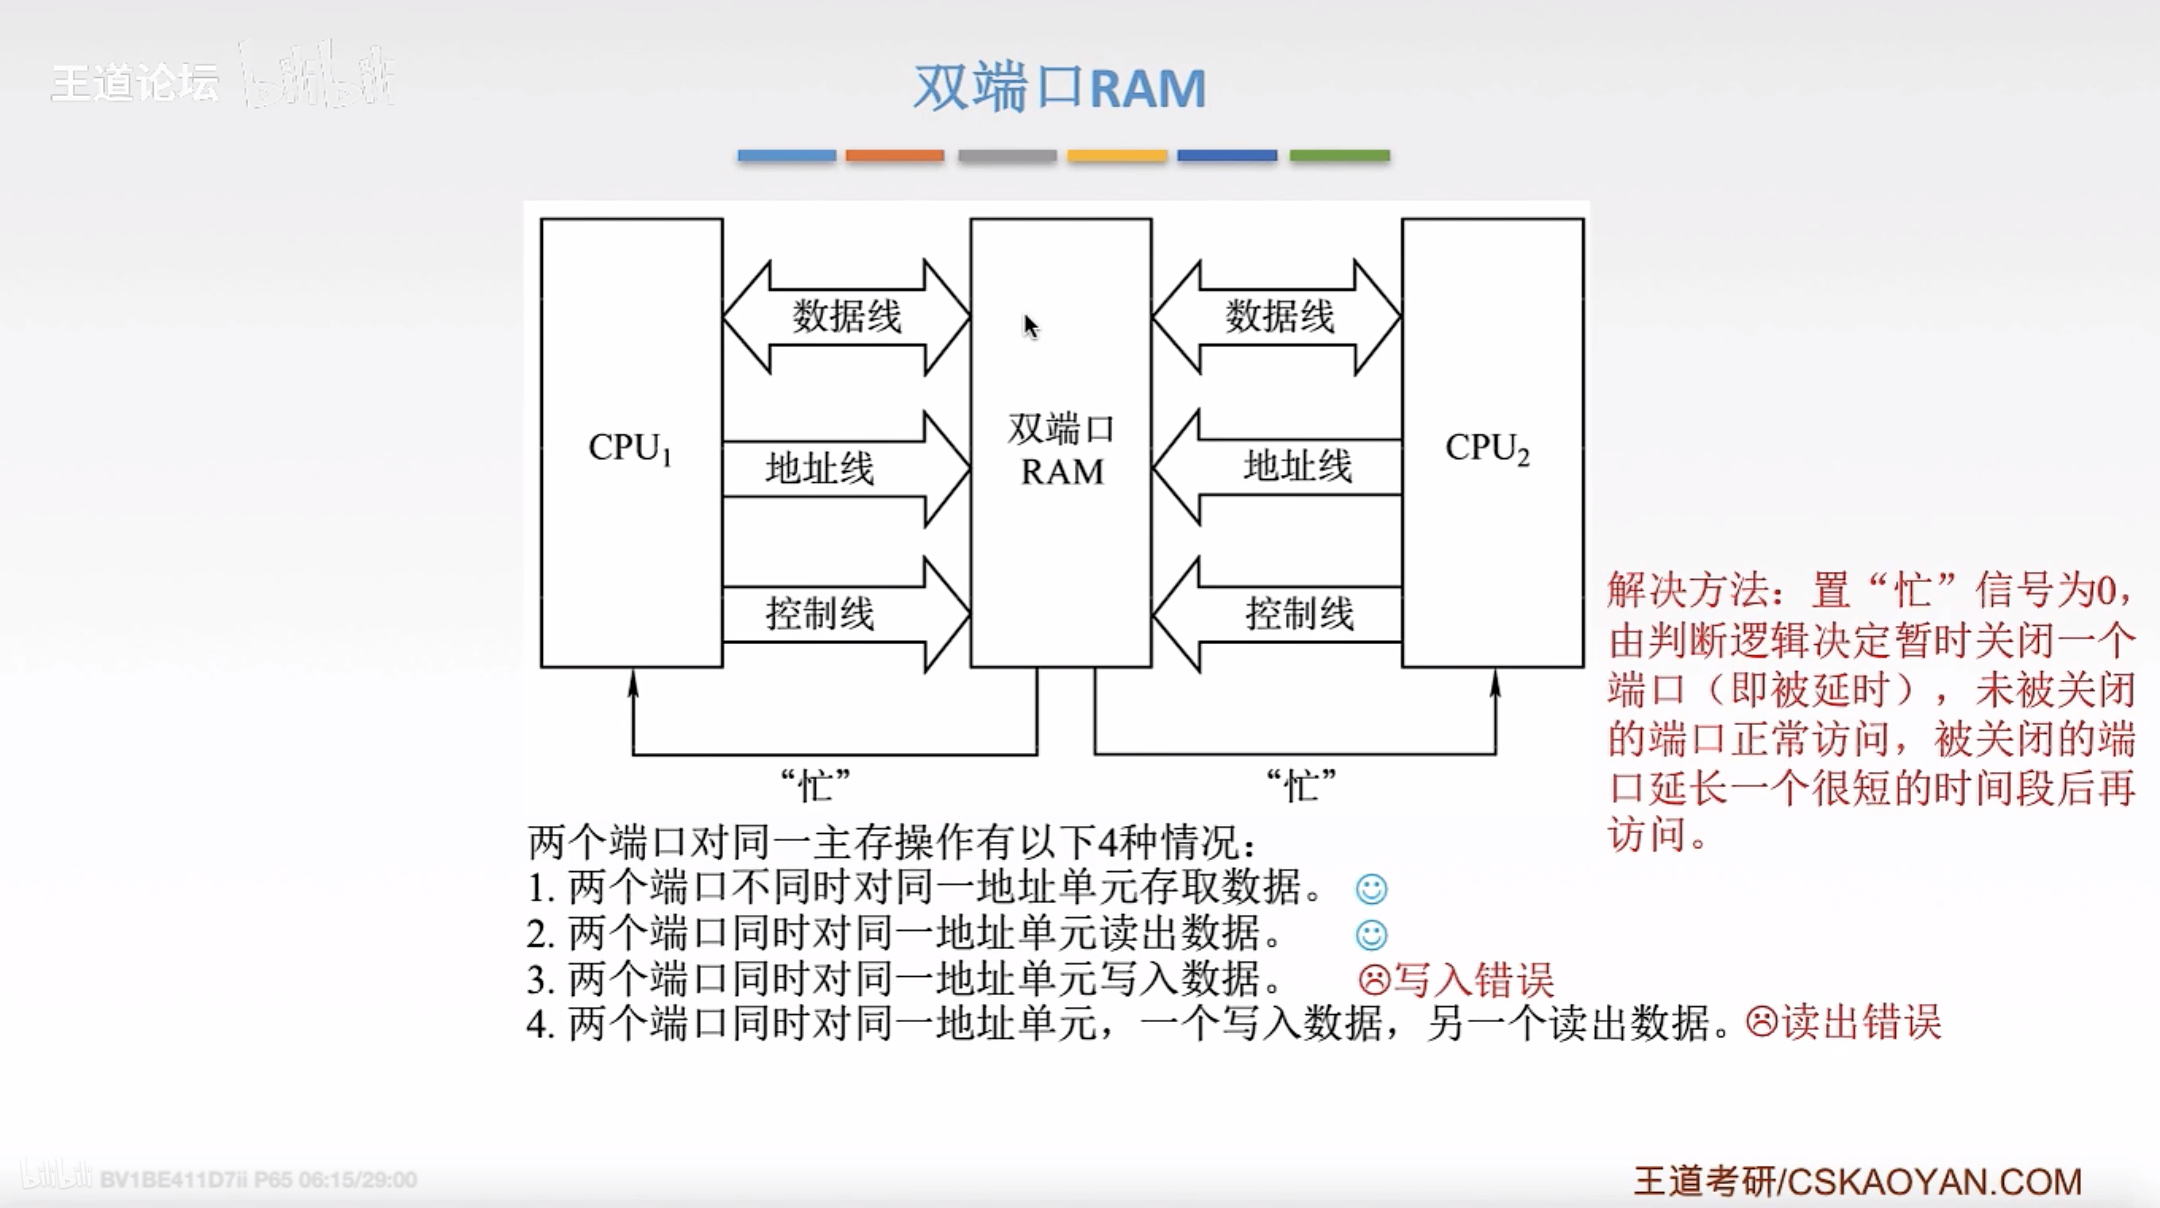 王道论坛 bilibili
双端口RAM
数据线
数据线
CPU₁
双端口
RAM
CPU₂
地址线
地址线
控制线
控制线
“忙”
“忙”
解决方法：置“忙”信号为0，
由判断逻辑决定暂时关闭一个
端口（即被延时），未被关闭
的端口正常访问，被关闭的端
口延长一个很短的时间段后再
访问。
两个端口对同一主存操作有以下4种情况：
1. 两个端口不同时对同一地址单元存取数据。
2. 两个端口同时对同一地址单元读出数据。
3. 两个端口同时对同一地址单元写入数据。 写入错误
4. 两个端口同时对同一地址单元，一个写入数据，另一个读出数据。 读出错误
bilibili BV1BE411D7ii P65 06:15/29:00
王道考研/CSKAOYAN.COM